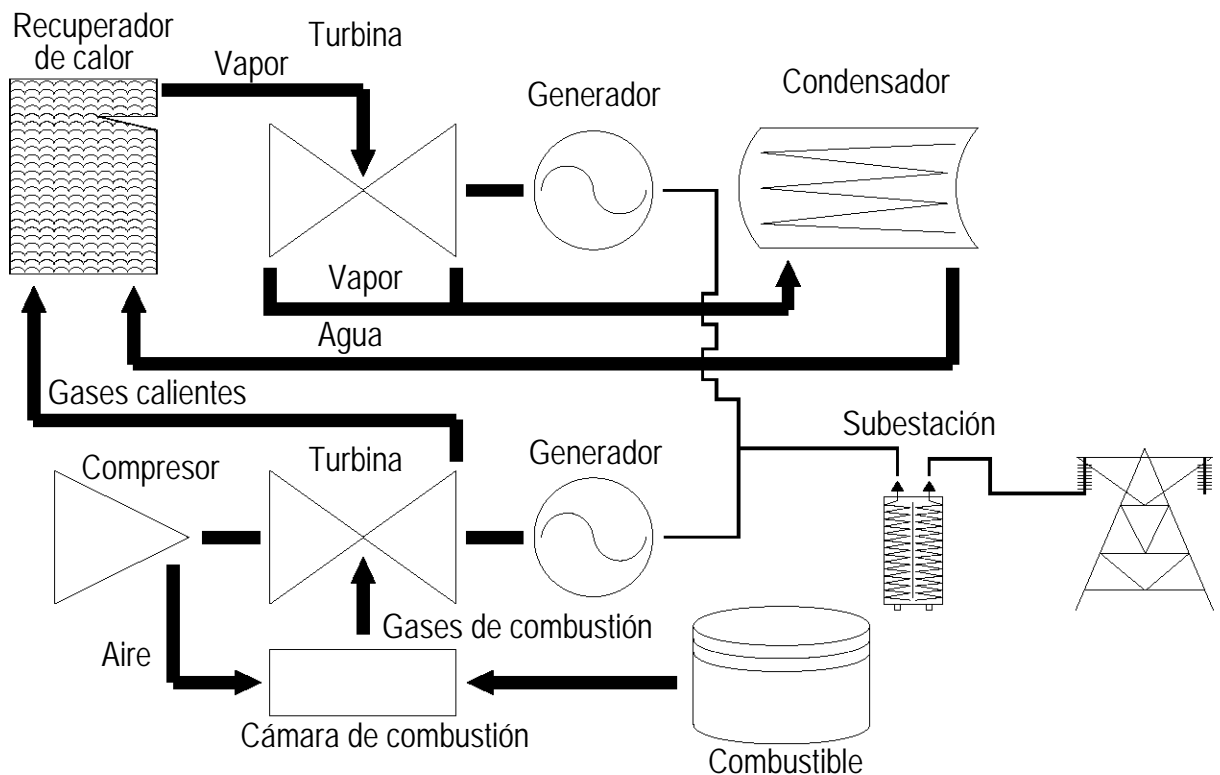 Recuperador
de calor
Vapor
Turbina
Generador
Condensador
Vapor
Agua
Gases calientes
Compresor
Turbina
Generador
Subestación
Gases de combustión
Aire
Cámara de combustión
Combustible